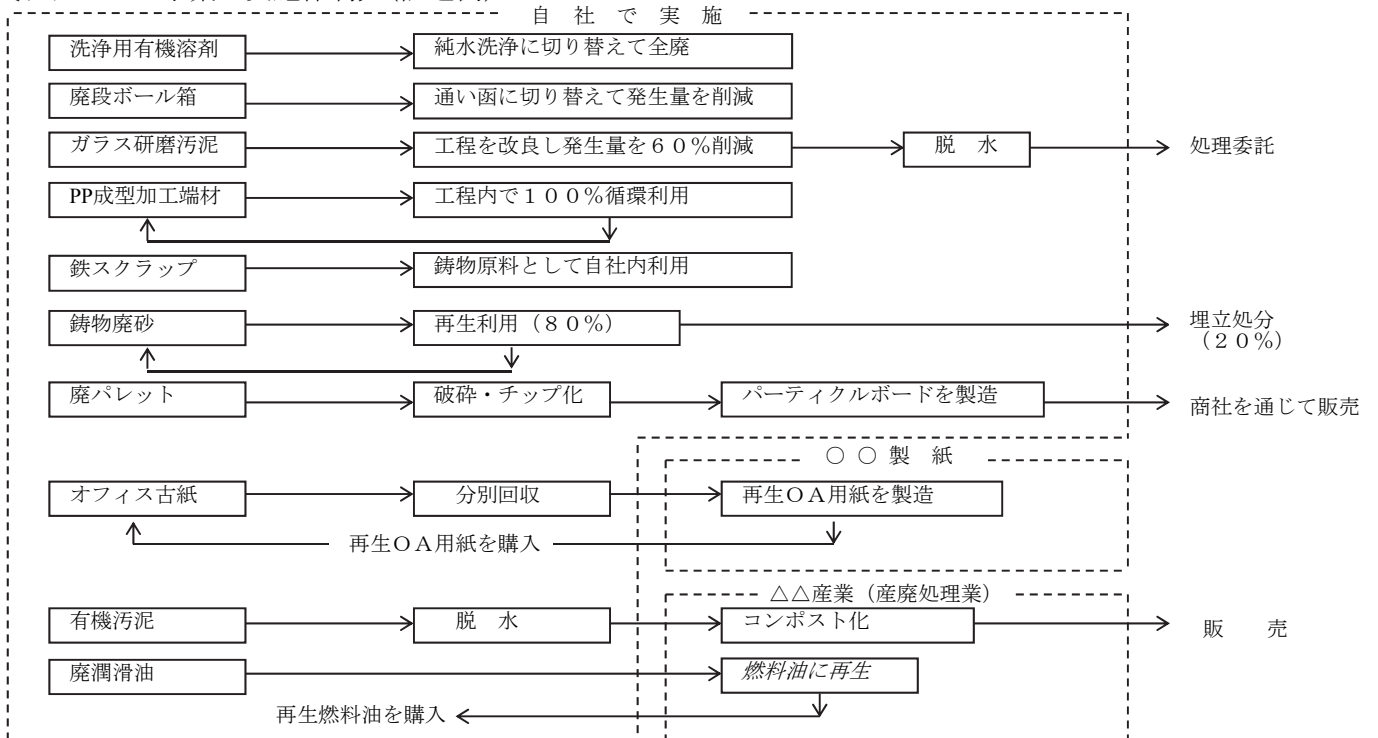 自 社 で 実 施
洗浄用有機溶剤
純水洗浄に切り替えて全廃
廃段ボール箱
通い函に切り替えて発生量を削減
ガラス研磨汚泥
工程を改良し発生量を６０％削減
脱 水
処理委託
PP成型加工端材
工程内で１００％循環利用
鉄スクラップ
鋳物原料として自社内利用
鋳物廃砂
再生利用（８０％）
埋立処分
（２０％）
廃パレット
破砕・チップ化
パーティクルボードを製造
商社を通じて販売
〇 〇 製 紙
オフィス古紙
分別回収
再生ＯＡ用紙を製造
再生ＯＡ用紙を購入
△△産業（産廃処理業）
有機汚泥
脱 水
コンポスト化
販 売
廃潤滑油
燃料油に再生
再生燃料油を購入